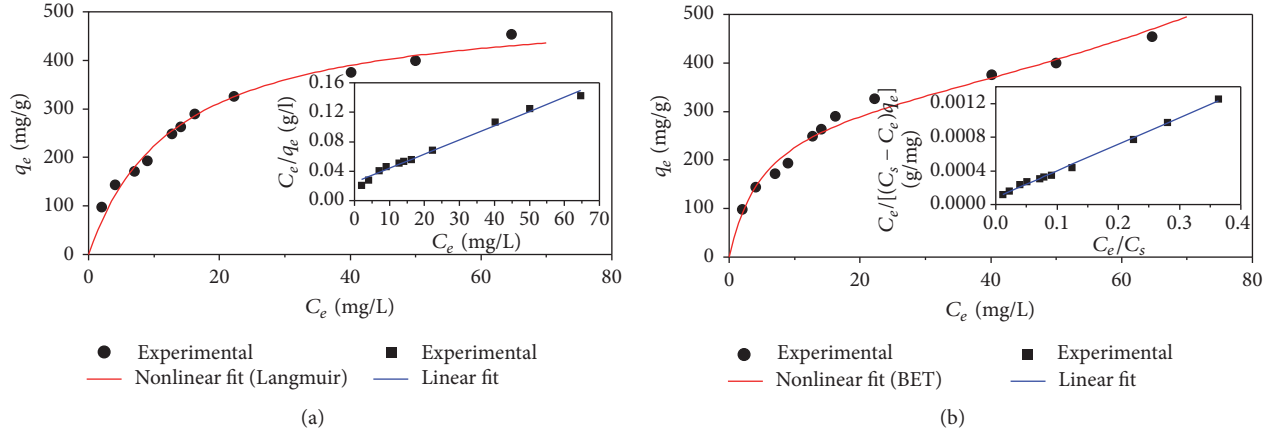 (a)
500
400
300
200
100
0
q_e (mg/g)
0 20 40 60 80
C_e (mg/L)
0.16
0.12
0.08
0.04
0.00
C_e/q_e (g/l)
0 10 20 30 40 50 60 70
C_e (mg/L)
Experimental
Nonlinear fit (Langmuir)
Experimental
Linear fit
(a)
(b)
500
400
300
200
100
0
q_e (mg/g)
0 20 40 60 80
C_e (mg/L)
0.0012
0.0008
0.0004
0.0000
C_e/[(C_s − C_e)q_e]
(g/mg)
0.0 0.1 0.2 0.3 0.4
C_e/C_s
Experimental
Nonlinear fit (BET)
Experimental
Linear fit
(b)